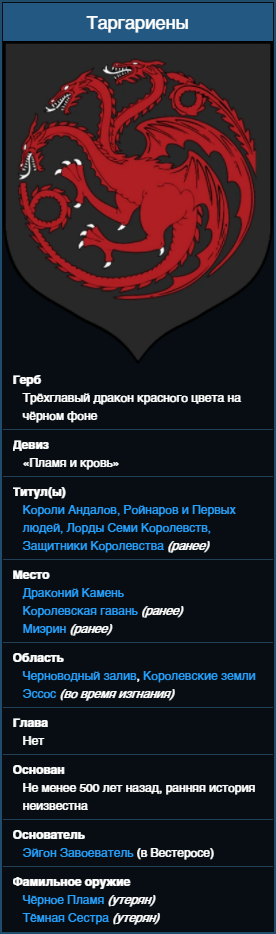 Таргариены
Герб
Трёхглавый дракон красного цвета на
чёрном фоне
Девиз
«Пламя и кровь»
Титул(ы)
Короли Андалов, Ройнаров и Первых
людей, Лорды Семи Королевств,
Защитники Королевства (ранее)
Место
Драконий Камень
Королевская гавань (ранее)
Миэрин (ранее)
Область
Черноводный залив, Королевские земли
Эссос (во время изгнания)
Глава
Нет
Основан
Не менее 500 лет назад, ранняя история
неизвестна
Основатель
Эйгон Завоеватель (в Вестеросе)
Фамильное оружие
Чёрное Пламя (утерян)
Тёмная Сестра (утерян)